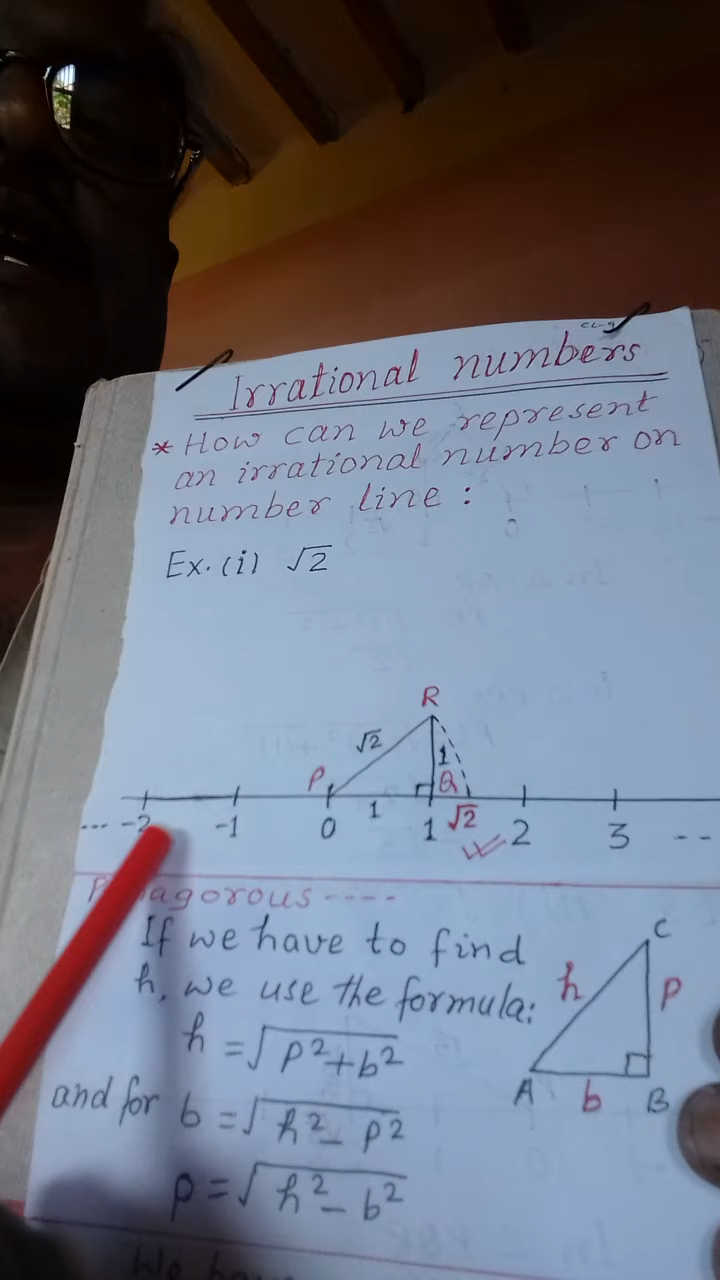 CL-9
Irrational numbers
* How can we represent
an irrational number on
number line :
Ex. (i) √2
R
√2
1
P
Q
1
--- -2 -1 0 1 √2 2 3 --
If we have to find
h, we use the formula:
h = √p²+b²
and for b = √h²-p²
p = √h²-b²
C
h
p
A
b
B